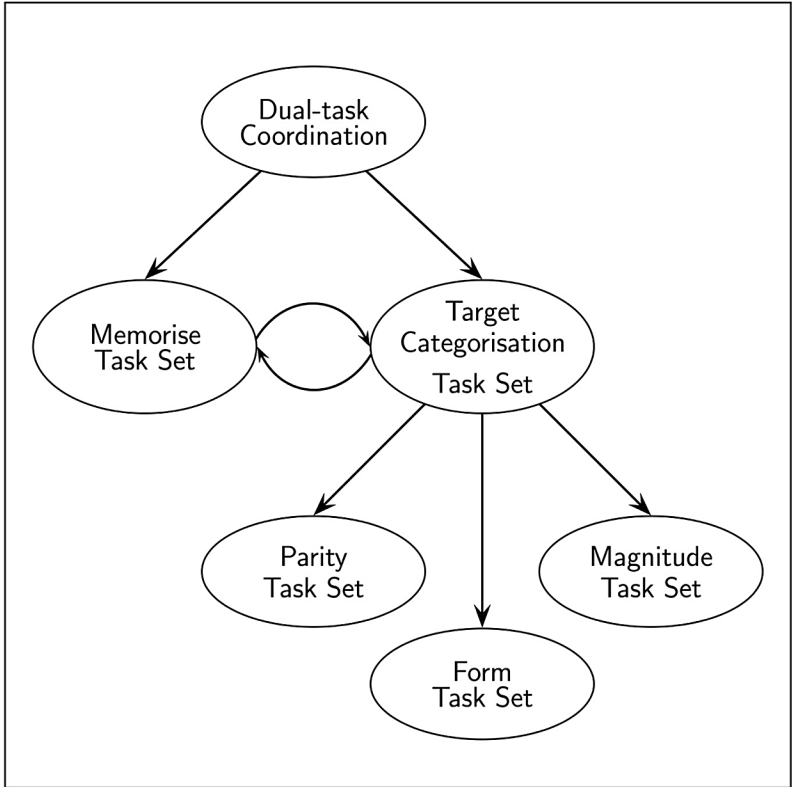 Dual-task
Coordination
Memorise
Task Set
Target
Categorisation
Task Set
Parity
Task Set
Magnitude
Task Set
Form
Task Set